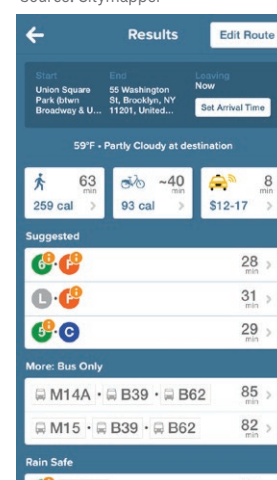 Source: Citymapper
Results
Edit Route
Start
Union Square
Park (btwn
Broadway & U...
End
55 Washington
St, Brooklyn, NY
11201, United...
Leaving
Now
Set Arrival Time
59°F • Partly Cloudy at destination
63
min
259 cal
~40
min
93 cal
8
min
$12-17
Suggested
6 • F
28
min
L • F
31
min
5 • C
29
min
More: Bus Only
M14A • B39 • B62
85
min
M15 • B39 • B62
82
min
Rain Safe